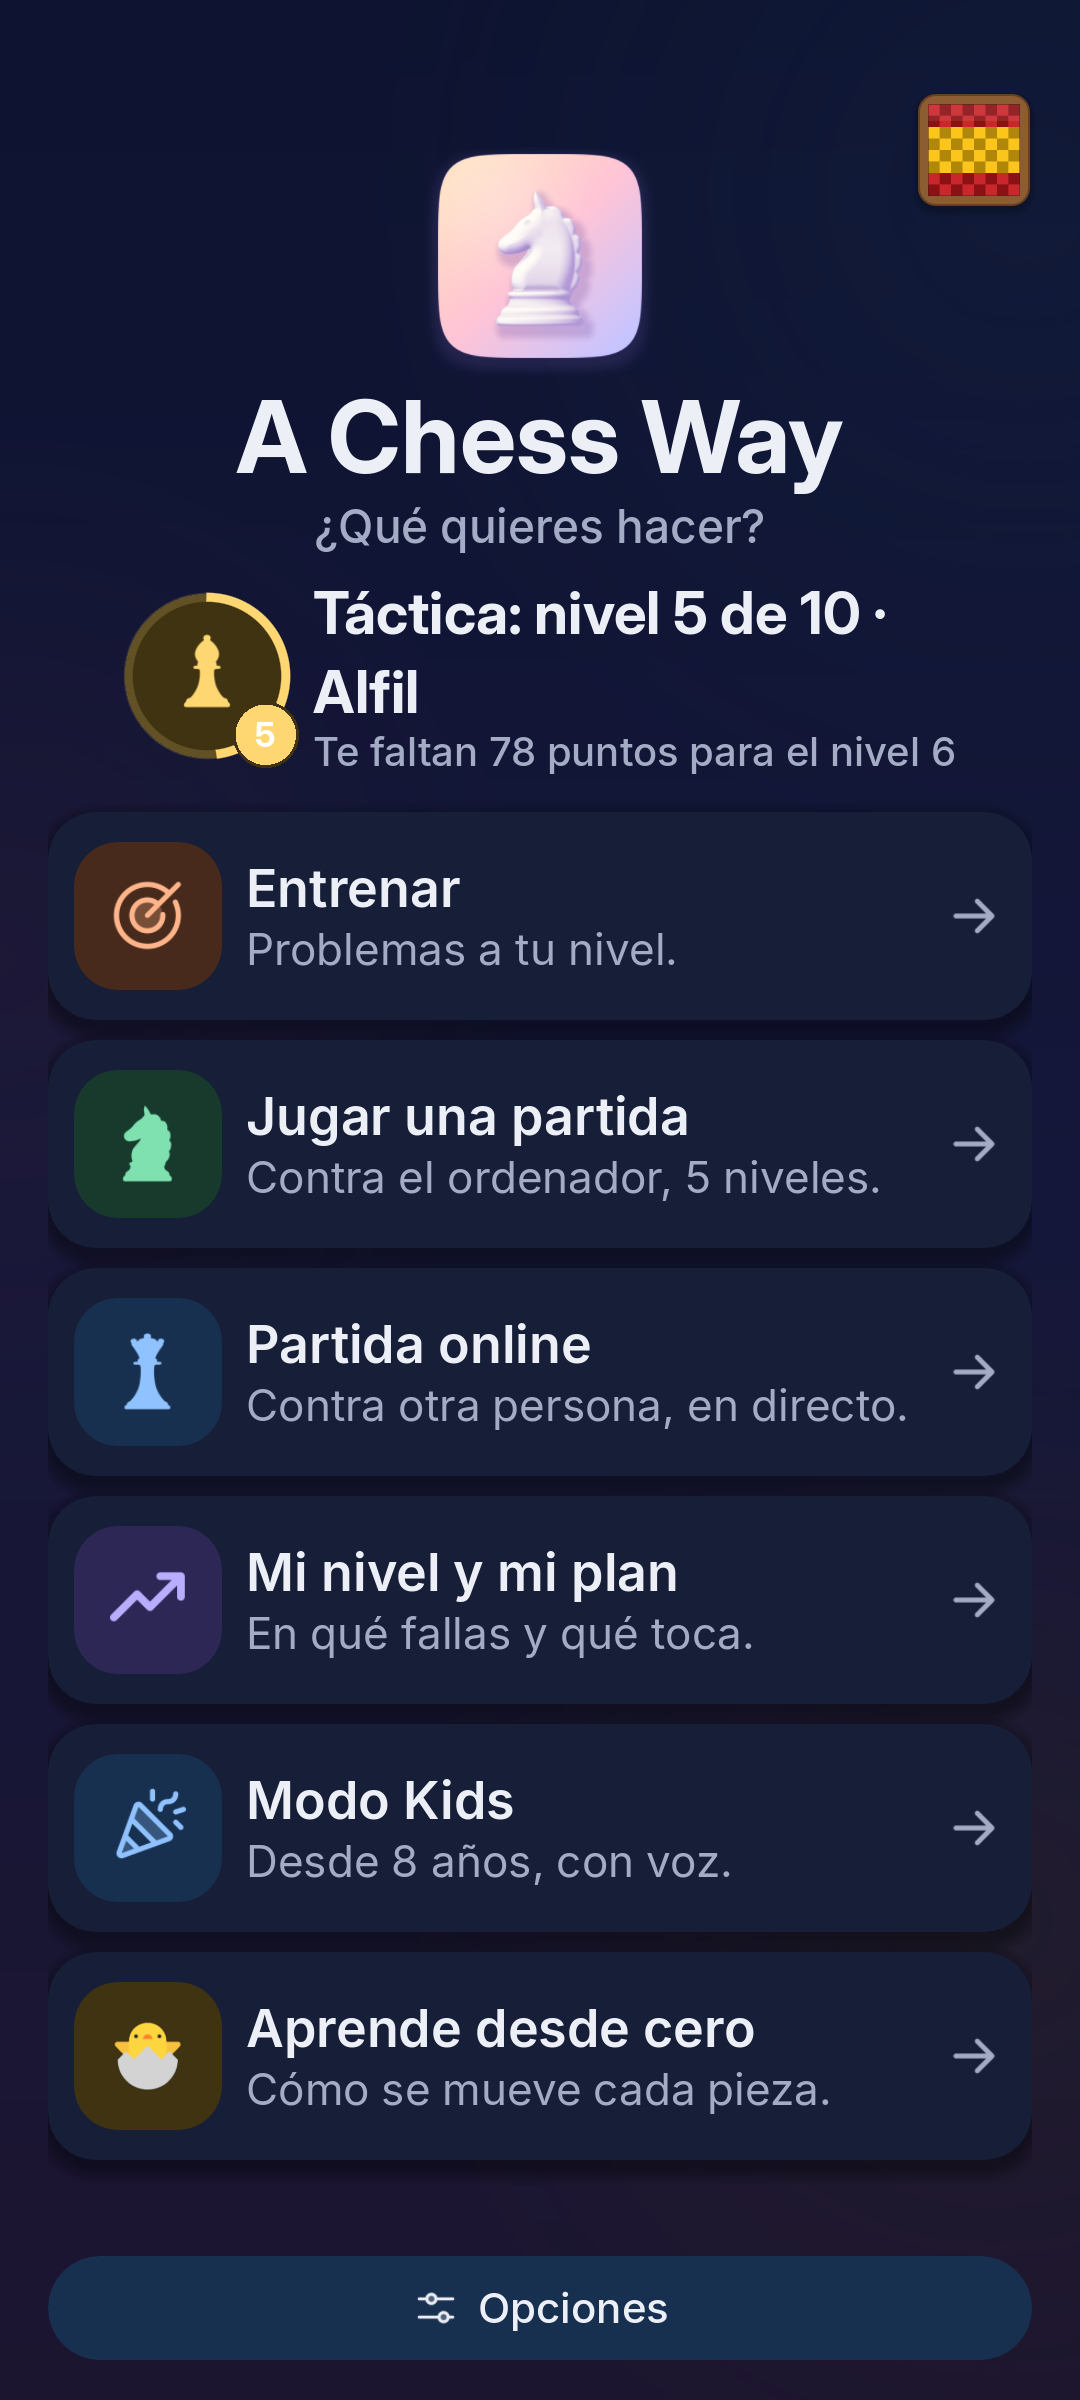 A Chess Way
¿Qué quieres hacer?
Táctica: nivel 5 de 10 ·
Alfil
5
Te faltan 78 puntos para el nivel 6
Entrenar
Problemas a tu nivel.
Jugar una partida
Contra el ordenador, 5 niveles.
Partida online
Contra otra persona, en directo.
Mi nivel y mi plan
En qué fallas y qué toca.
Modo Kids
Desde 8 años, con voz.
Aprende desde cero
Cómo se mueve cada pieza.
Opciones